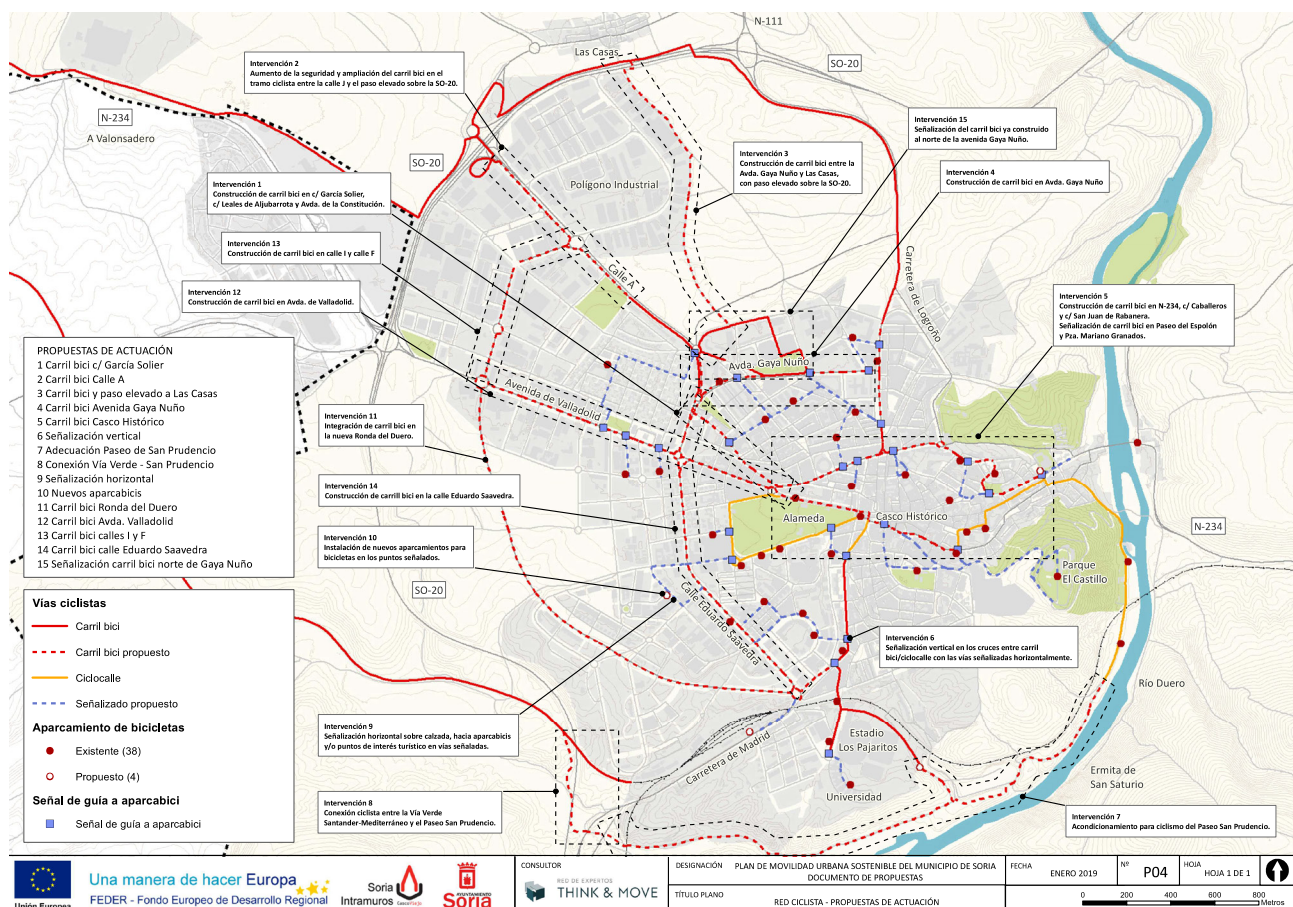 N-111
Las Casas
SO-20
Intervención 2
Aumento de la seguridad y ampliación del carril bici en el
tramo ciclista entre la calle J y el paso elevado sobre la SO-20.
N-234
A Valonsadero
SO-20
Intervención 15
Señalización del carril bici ya construido
al norte de la avenida Gaya Nuño.
Intervención 3
Construcción de carril bici entre la
Avda. Gaya Nuño y Las Casas,
con paso elevado sobre la SO-20.
Intervención 4
Construcción de carril bici en Avda. Gaya Nuño
Polígono Industrial
Intervención 1
Construcción de carril bici en c/ García Solier,
c/ Leales de Aljubarrota y Avda. de la Constitución.
Intervención 13
Construcción de carril bici en calle I y calle F
Calle A
Carretera de Logroño
Intervención 12
Construcción de carril bici en Avda. de Valladolid.
Intervención 5
Construcción de carril bici en N-234, c/ Caballeros
y c/ San Juan de Rabanera.
Señalización de carril bici en Paseo del Espolón
y Pza. Mariano Granados.
PROPUESTAS DE ACTUACIÓN
1 Carril bici c/ García Solier
2 Carril bici Calle A
3 Carril bici y paso elevado a Las Casas
4 Carril bici Avenida Gaya Nuño
5 Carril bici Casco Histórico
6 Señalización vertical
7 Adecuación Paseo de San Prudencio
8 Conexión Vía Verde - San Prudencio
9 Señalización horizontal
10 Nuevos aparcabicis
11 Carril bici Ronda del Duero
12 Carril bici Avda. Valladolid
13 Carril bici calles I y F
14 Carril bici calle Eduardo Saavedra
15 Señalización carril bici norte de Gaya Nuño
Avda. Gaya Nuño
Avenida de Valladolid
Intervención 11
Integración de carril bici en
la nueva Ronda del Duero.
Intervención 14
Construcción de carrill bici en la calle Eduardo Saavedra.
Alameda
Casco Histórico
N-234
Intervención 10
Instalación de nuevos aparcamientos para
bicicletas en los puntos señalados.
Parque
El Castillo
SO-20
Calle Eduardo Saavedra
Vías ciclistas
Carril bici
Carril bici propuesto
Ciclocalle
Señalizado propuesto
Aparcamiento de bicicletas
Existente (38)
Propuesto (4)
Señal de guía a aparcabici
Señal de guía a aparcabici
Intervención 6
Señalización vertical en los cruces entre carril
bici/ciclocalle con las vías señalizadas horizontalmente.
Río Duero
Intervención 9
Señalización horizontal sobre calzada, hacia aparcabicis
y/o puntos de interés turístico en vías señaladas.
Carretera de Madrid
Estadio
Los Pajaritos
Ermita de
San Saturio
Universidad
Intervención 8
Conexión ciclista entre la Vía Verde
Santander-Mediterráneo y el Paseo San Prudencio.
Intervención 7
Acondicionamiento para ciclismo del Paseo San Prudencio.
Unión Europea
Una manera de hacer Europa
FEDER - Fondo Europeo de Desarrollo Regional
Soria
Intramuros
AYUNTAMIENTO
Soria
CONSULTOR
RED DE EXPERTOS
THINK & MOVE
DESIGNACIÓN PLAN DE MOVILIDAD URBANA SOSTENIBLE DEL MUNICIPIO DE SORIA
DOCUMENTO DE PROPUESTAS
TÍTULO PLANO
RED CICLISTA - PROPUESTAS DE ACTUACIÓN
FECHA
ENERO 2019
Nº
P04
HOJA
HOJA 1 DE 1
0 200 400 600 800
Metros